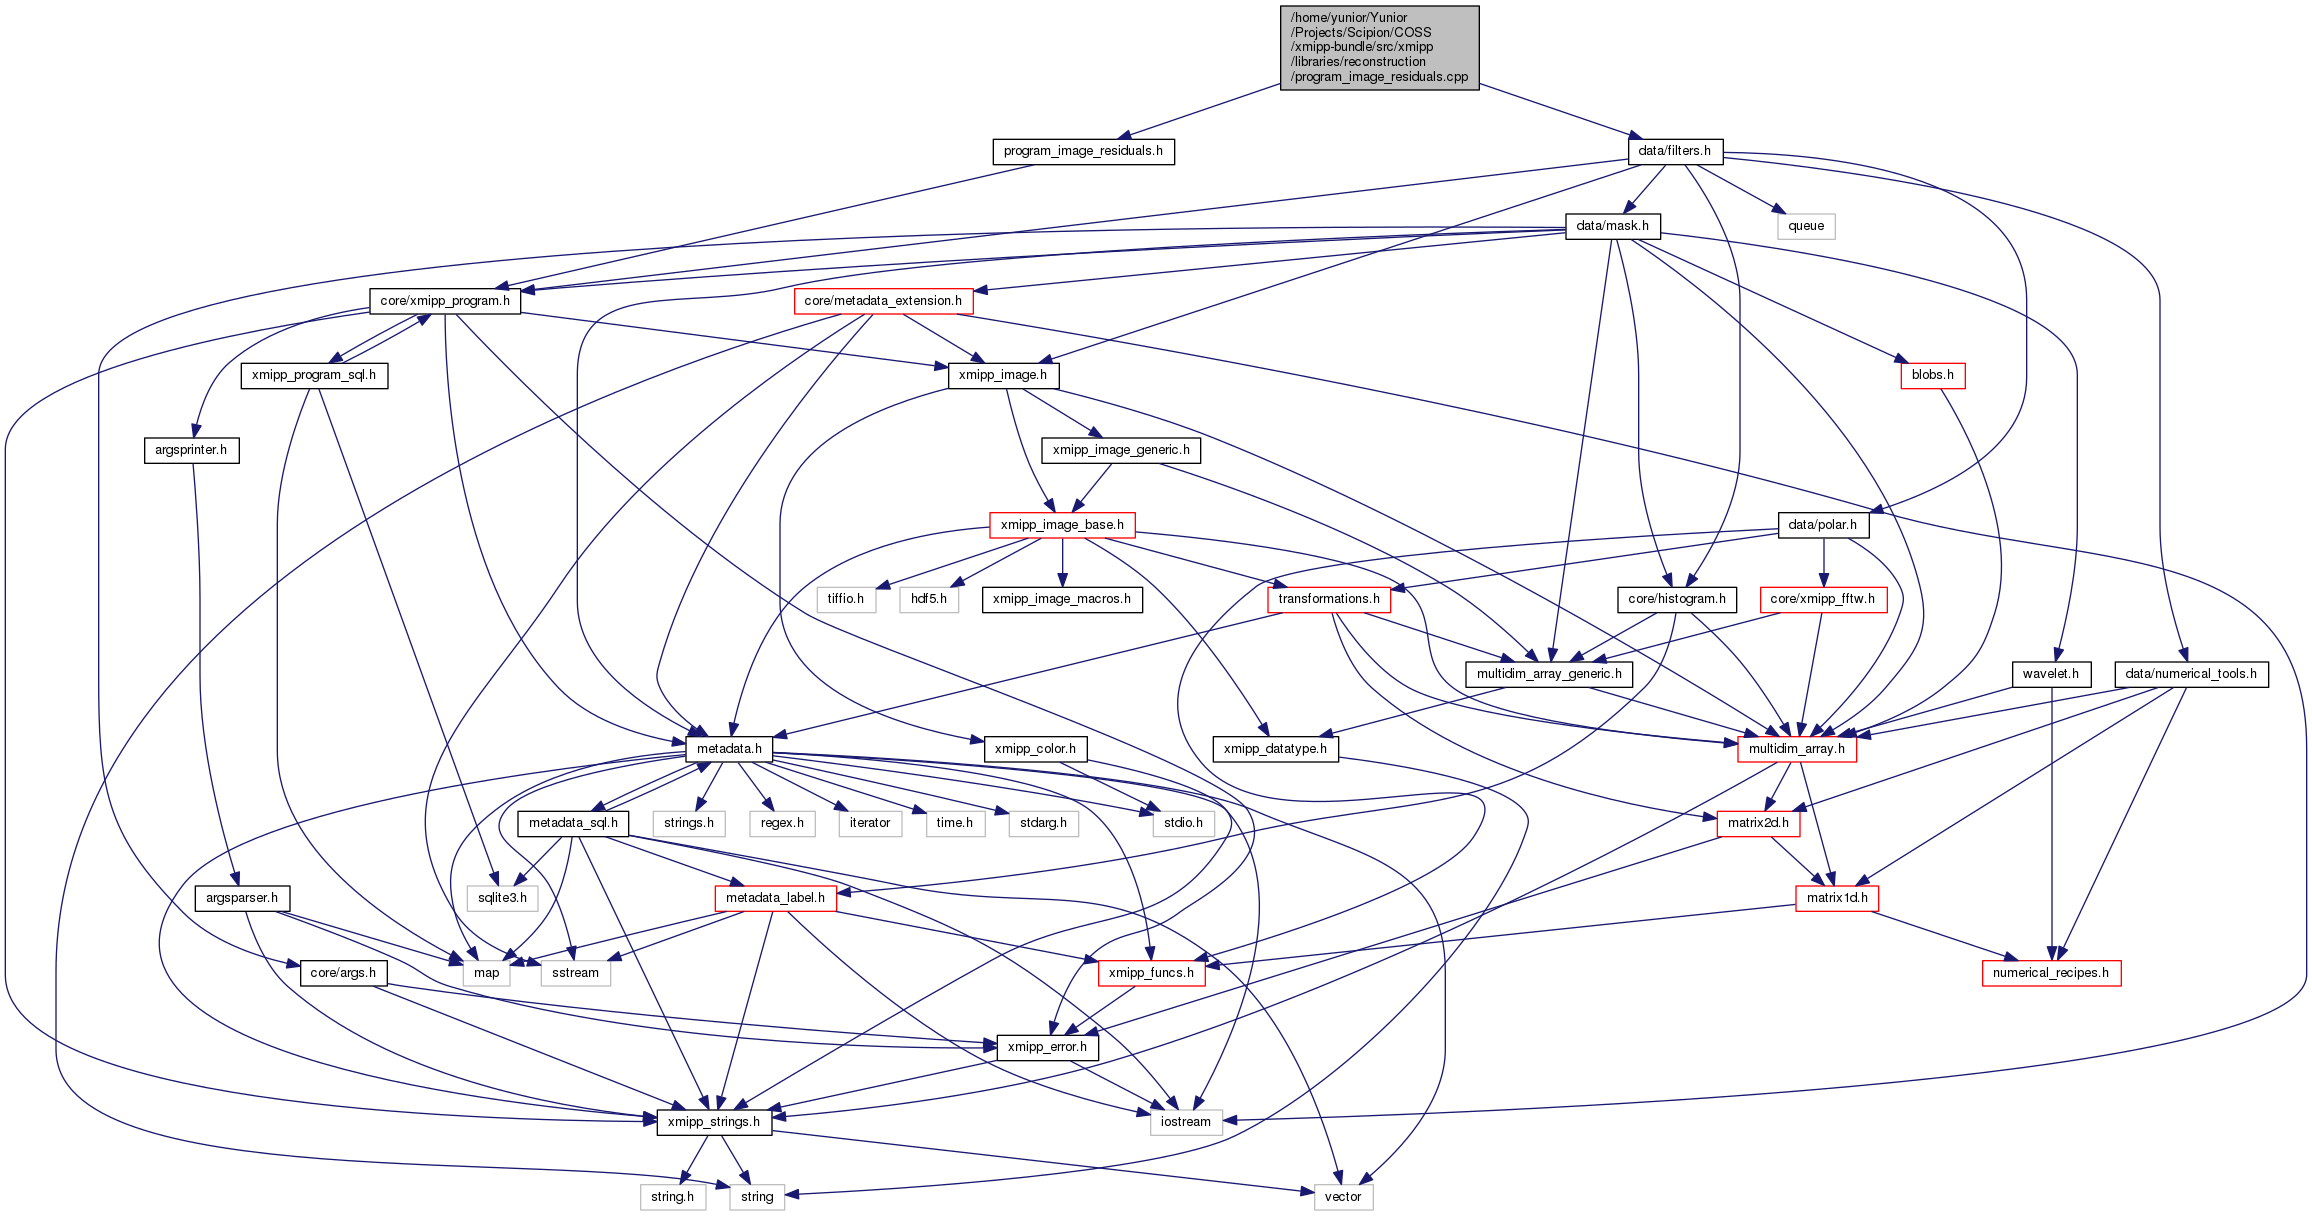 /home/yunior/Yunior
/Projects/Scipion/COSS
/xmipp-bundle/src/xmipp
/libraries/reconstruction
/program_image_residuals.cpp
program_image_residuals.h
data/filters.h
data/mask.h
queue
core/xmipp_program.h
core/metadata_extension.h
xmipp_program_sql.h
xmipp_image.h
blobs.h
argsprinter.h
xmipp_image_generic.h
xmipp_image_base.h
data/polar.h
tiffio.h
hdf5.h
xmipp_image_macros.h
transformations.h
core/histogram.h
core/xmipp_fftw.h
multidim_array_generic.h
wavelet.h
data/numerical_tools.h
metadata.h
xmipp_color.h
xmipp_datatype.h
multidim_array.h
metadata_sql.h
strings.h
regex.h
iterator
time.h
stdarg.h
stdio.h
matrix2d.h
argsparser.h
sqlite3.h
metadata_label.h
matrix1d.h
core/args.h
map
sstream
xmipp_funcs.h
numerical_recipes.h
xmipp_error.h
xmipp_strings.h
iostream
string.h
string
vector